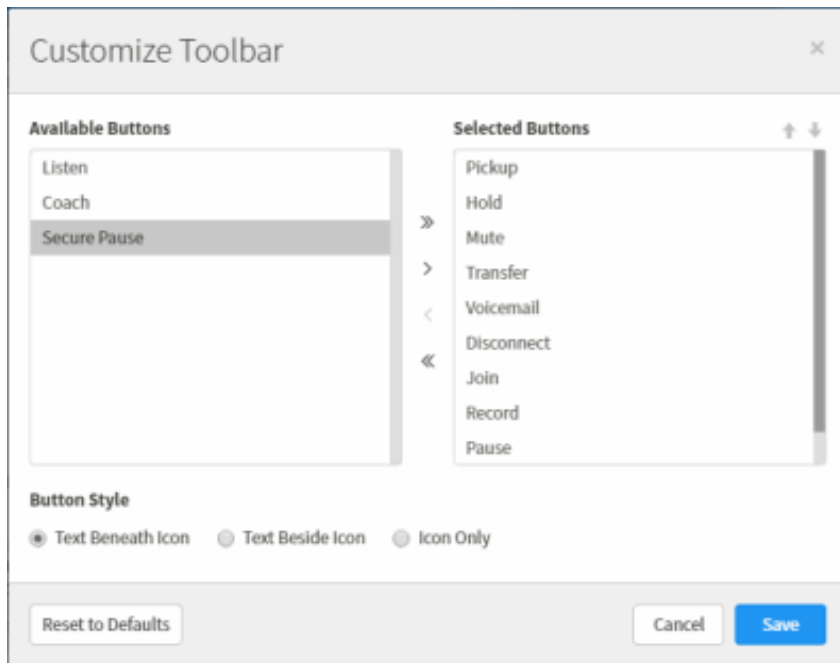 Customize Toolbar
Available Buttons
Listen
Coach
Secure Pause
Selected Buttons
Pickup
Hold
Mute
Transfer
Voicemail
Disconnect
Join
Record
Pause
Button Style
Text Beneath Icon Text Beside Icon Icon Only
Reset to Defaults Cancel Save